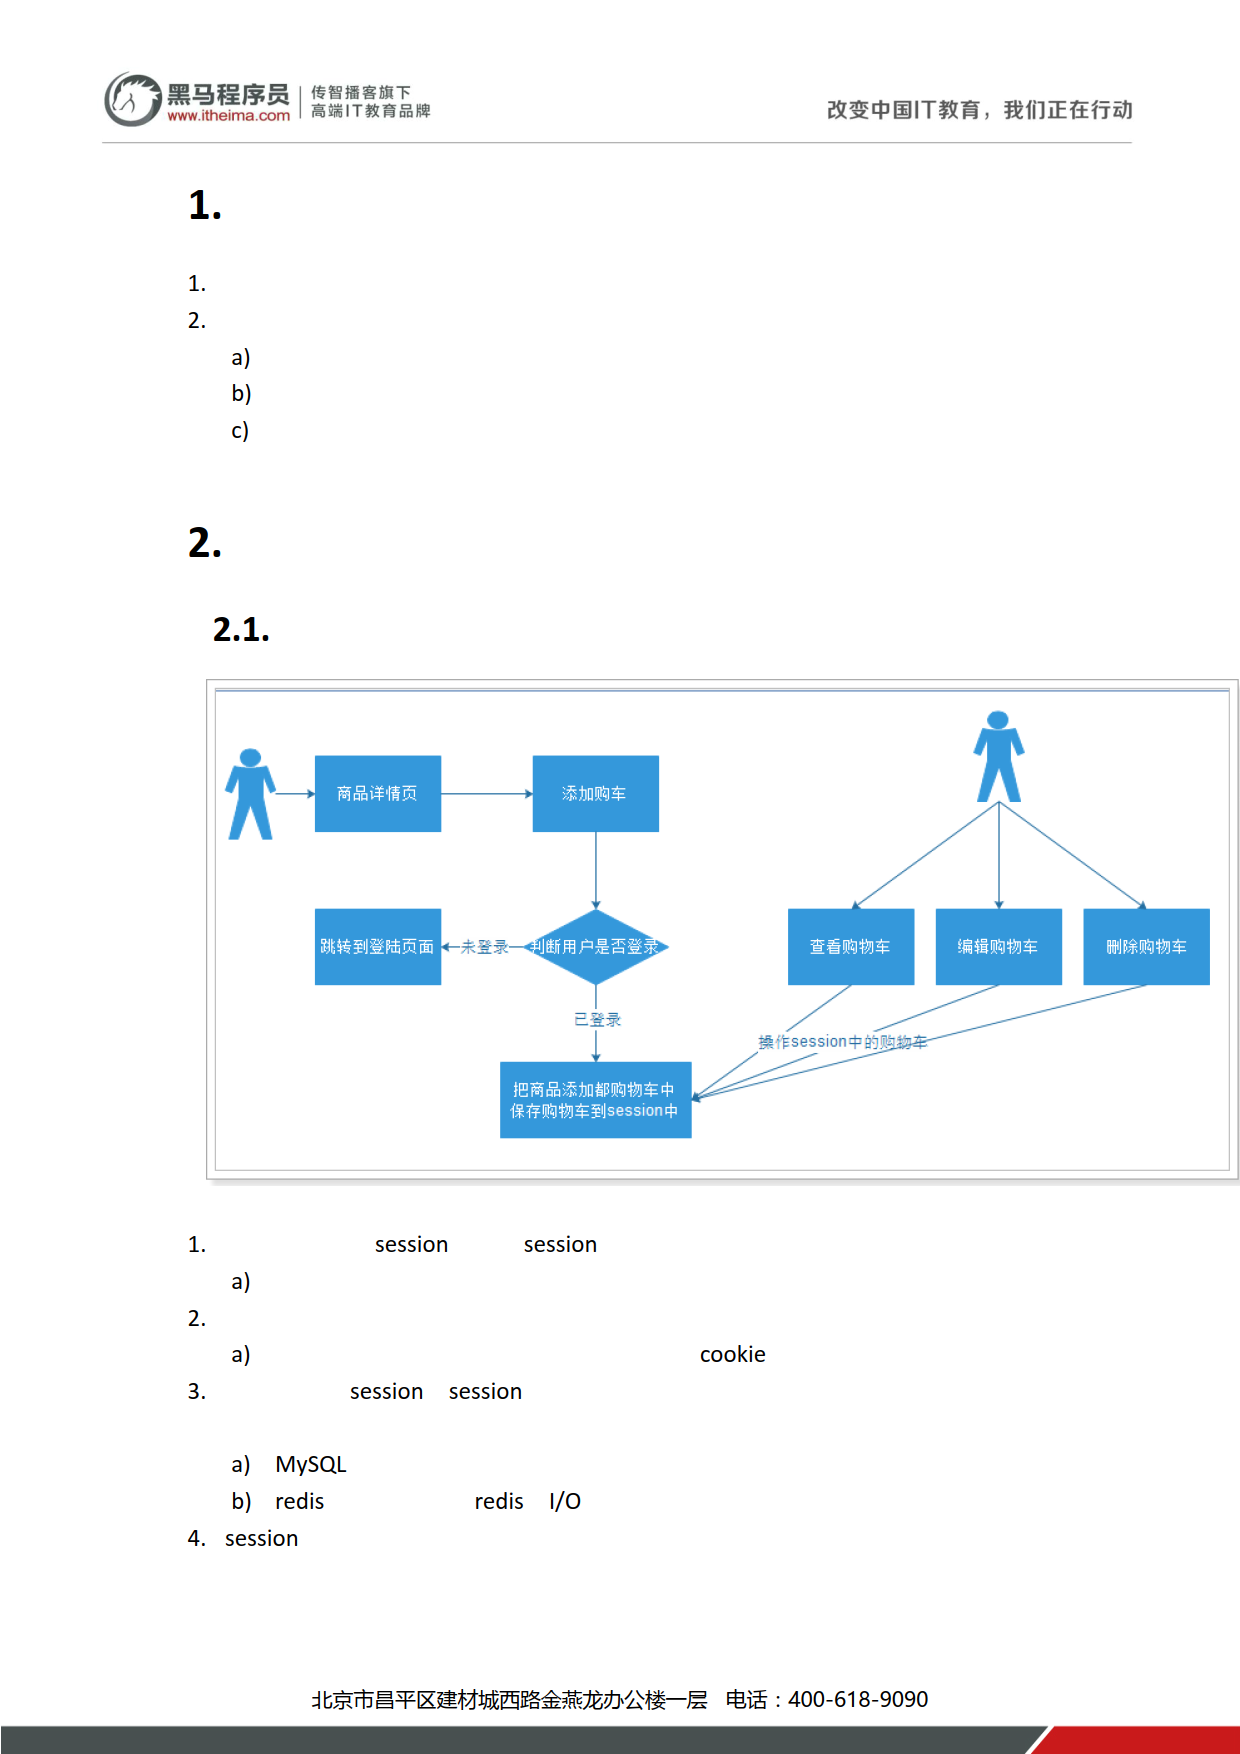 黑马程序员
www.itheima.com
传智播客旗下
高端IT教育品牌
改变中国IT教育，我们正在行动
1.
1.
2.
a)
b)
c)
2.
2.1.
商品详情页
添加购车
跳转到登陆页面
未登录
判断用户是否登录
查看购物车
编辑购物车
删除购物车
已登录
操作session中的购物车
把商品添加都购物车中
保存购物车到session中
1. session session
a)
2.
a) cookie
3. session session
a) MySQL
b) redis redis I/O
4. session
北京市昌平区建材城西路金燕龙办公楼一层 电话：400-618-9090